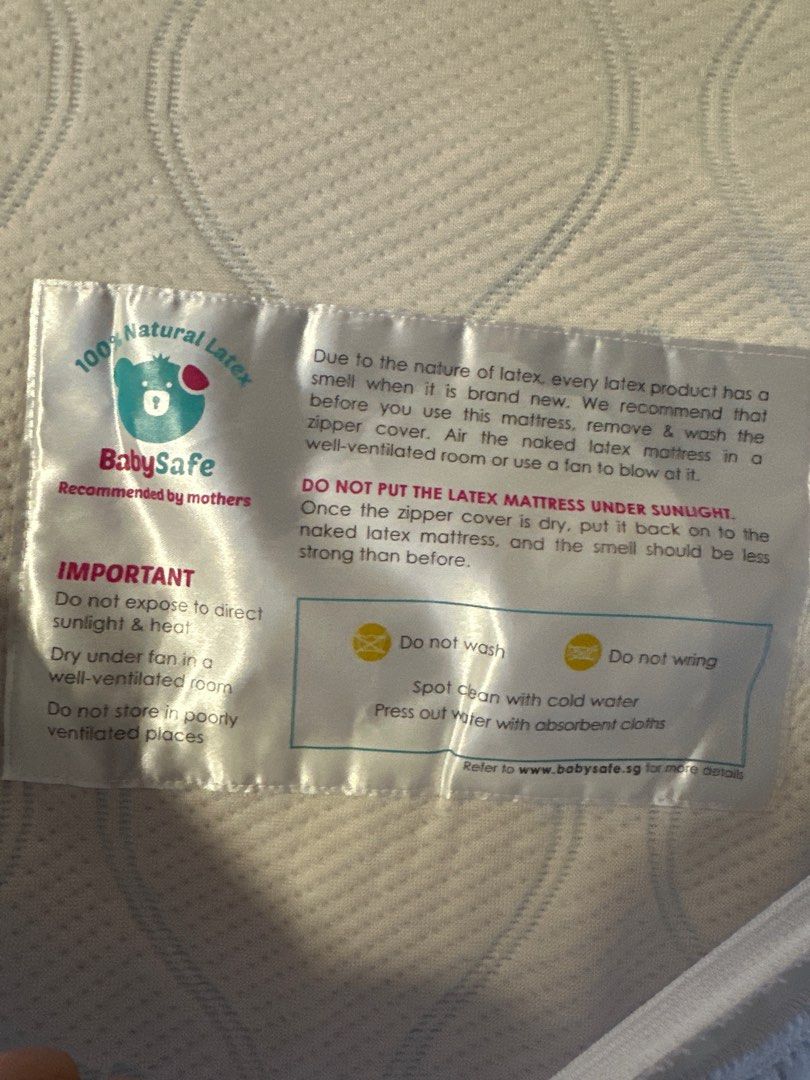 100% Natural Latex
BabySafe
Recommended by mothers
IMPORTANT
Do not expose to direct
sunlight & heat
Dry under fan in a
well-ventilated room
Do not store in poorly
ventilated places
Due to the nature of latex, every latex product has a
smell when it is brand new. We recommend that
before you use this mattress, remove & wash the
zipper cover. Air the naked latex mattress in a
well-ventilated room or use a fan to blow at it.
DO NOT PUT THE LATEX MATTRESS UNDER SUNLIGHT.
Once the zipper cover is dry, put it back on to the
naked latex mattress, and the smell should be less
strong than before.
Do not wash
Do not wring
Spot clean with cold water
Press out water with absorbent cloths
Refer to www.babysafe.sg for more details